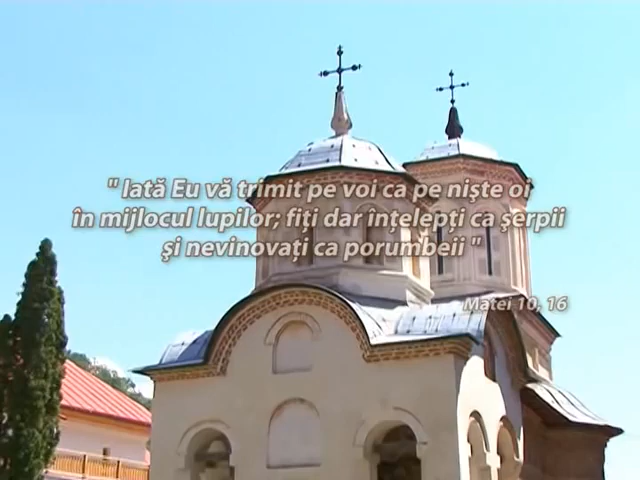 " Iată Eu vă trimit pe voi ca pe nişte oi
în mijlocul lupilor; fiţi dar înţelepţi ca şerpii
şi nevinovaţi ca porumbeii "
Matei 10, 16